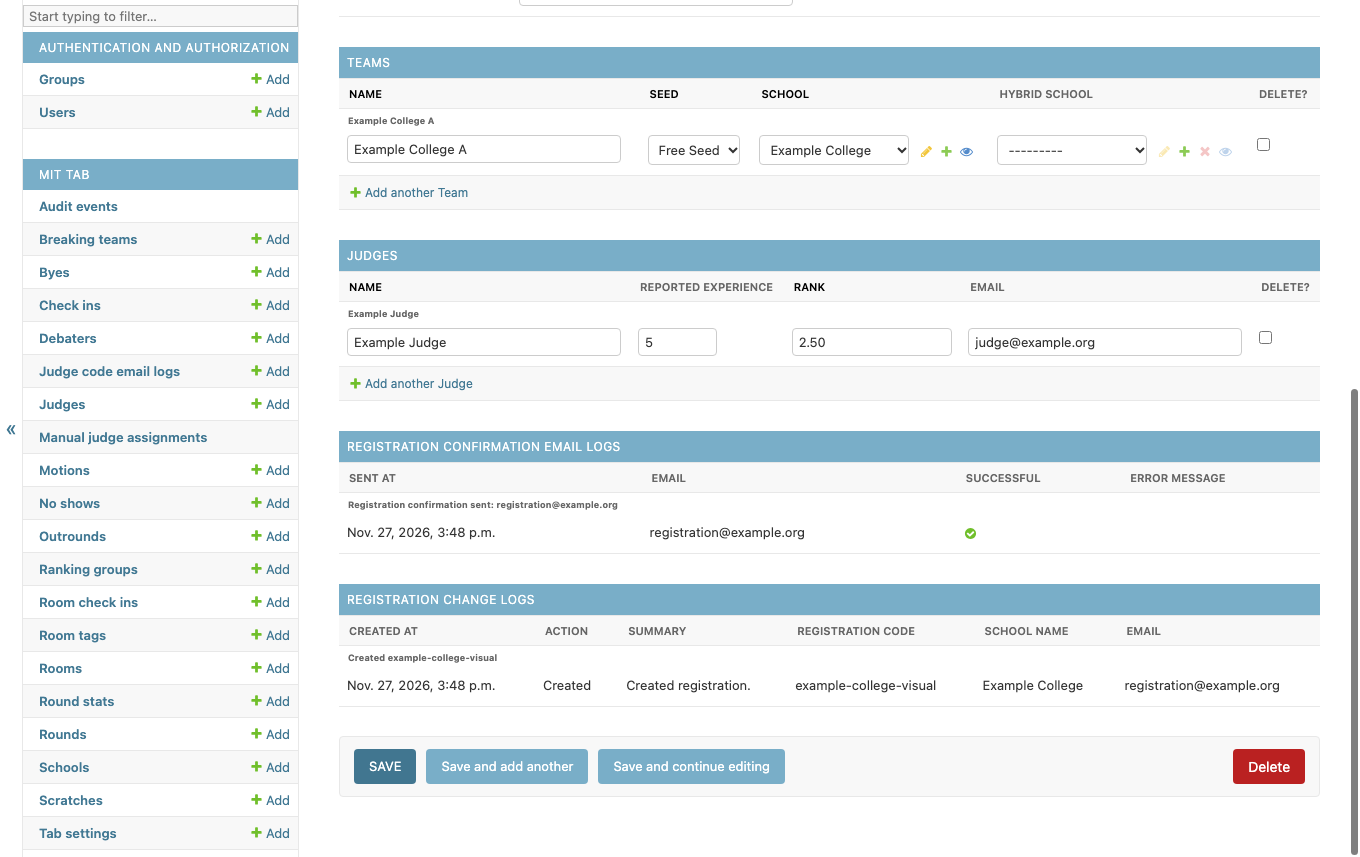 Start typing to filter...
AUTHENTICATION AND AUTHORIZATION
Groups Add
Users Add
MIT TAB
Audit events
Breaking teams Add
Byes Add
Check ins Add
Debaters Add
Judge code email logs Add
Judges Add
Manual judge assignments
Motions Add
No shows Add
Outrounds Add
Ranking groups Add
Room check ins Add
Room tags Add
Rooms Add
Round stats Add
Rounds Add
Schools Add
Scratches Add
Tab settings Add
«
TEAMS
NAME SEED SCHOOL HYBRID SCHOOL DELETE?
Example College A
Example College A Free Seed Example College ---------
Add another Team
JUDGES
NAME REPORTED EXPERIENCE RANK EMAIL DELETE?
Example Judge
Example Judge 5 2.50 judge@example.org
Add another Judge
REGISTRATION CONFIRMATION EMAIL LOGS
SENT AT EMAIL SUCCESSFUL ERROR MESSAGE
Registration confirmation sent: registration@example.org
Nov. 27, 2026, 3:48 p.m. registration@example.org
REGISTRATION CHANGE LOGS
CREATED AT ACTION SUMMARY REGISTRATION CODE SCHOOL NAME EMAIL
Created example-college-visual
Nov. 27, 2026, 3:48 p.m. Created Created registration. example-college-visual Example College registration@example.org
SAVE Save and add another Save and continue editing Delete